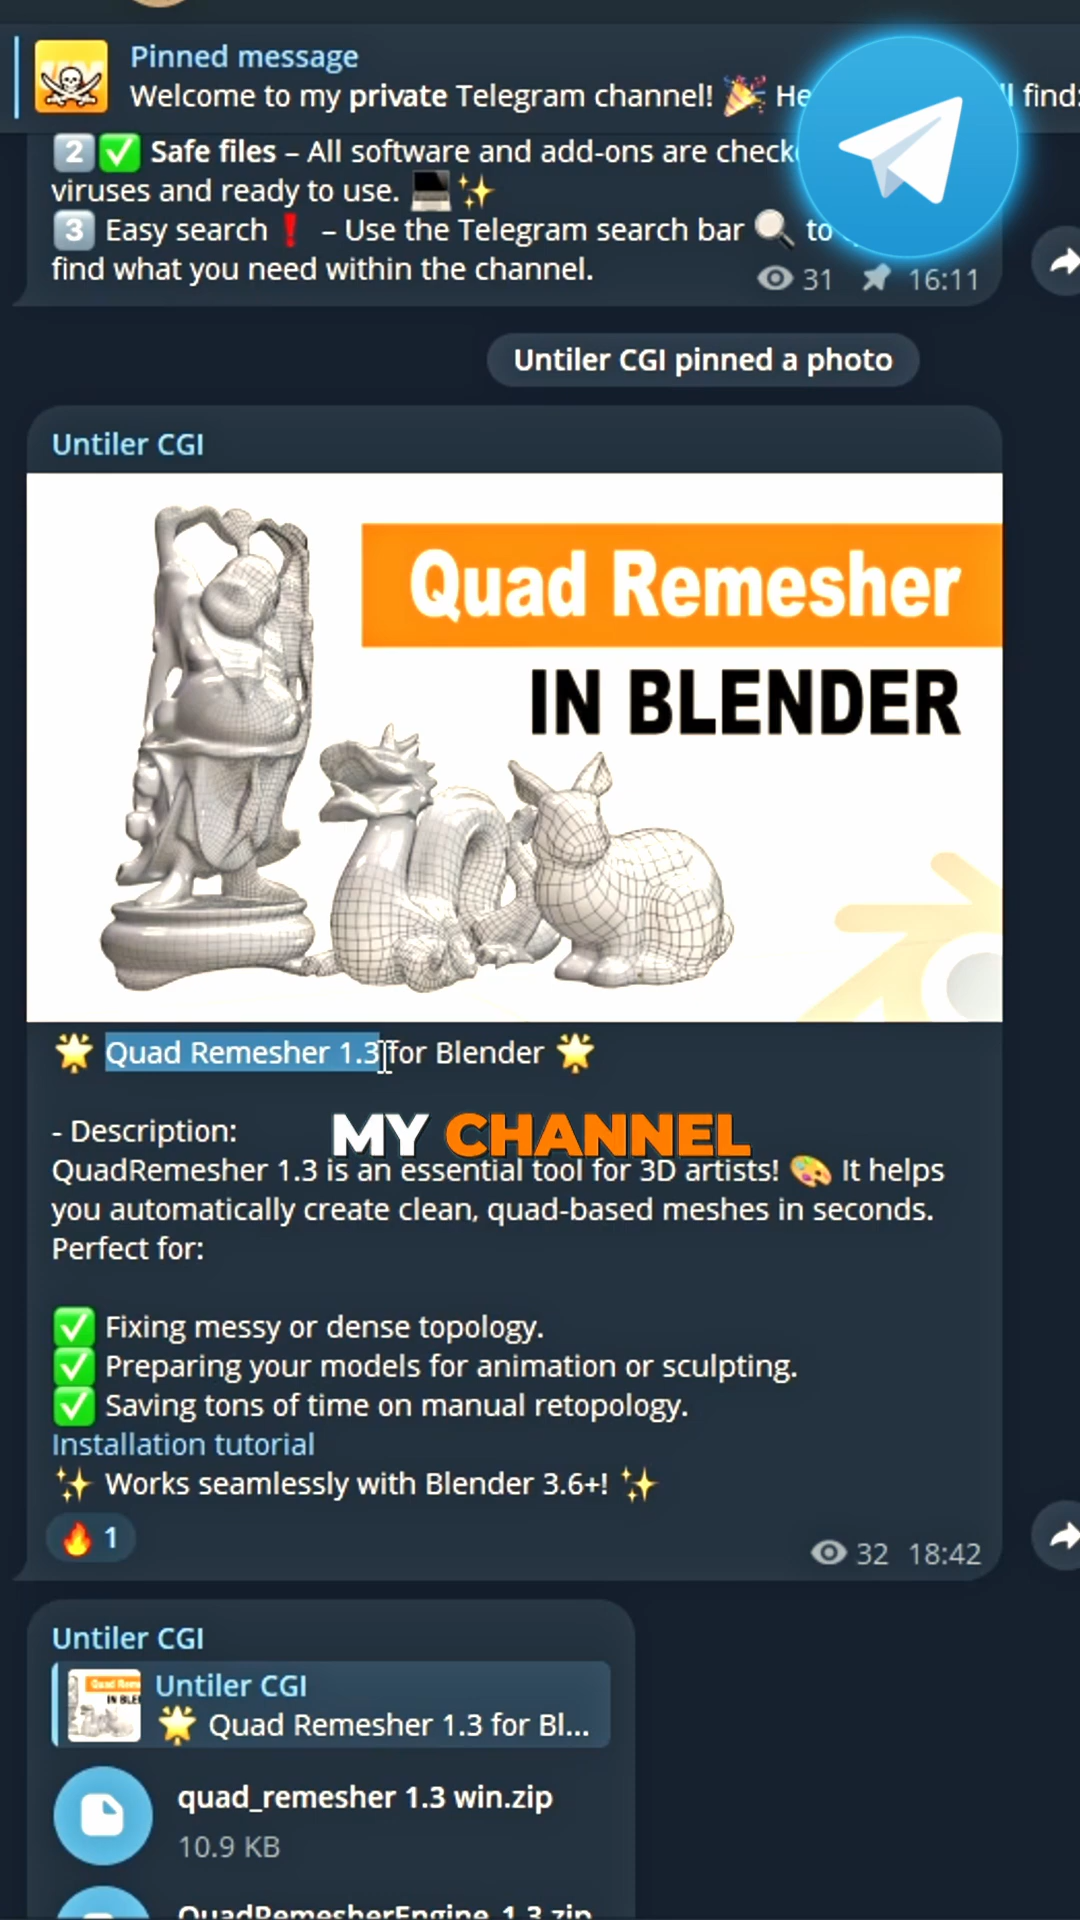 Pinned message
Welcome to my private Telegram channel! 🎉 He
find:
2️⃣✅ Safe files – All software and add-ons are check
viruses and ready to use. 💻✨
3️⃣ Easy search❗ – Use the Telegram search bar 🔍 to
find what you need within the channel.
31 16:11
Untiler CGI pinned a photo
Untiler CGI
Quad Remesher
IN BLENDER
🌟 Quad Remesher 1.3 for Blender 🌟
- Description:
MY CHANNEL
QuadRemesher 1.3 is an essential tool for 3D artists! 🎨 It helps
you automatically create clean, quad-based meshes in seconds.
Perfect for:
✅ Fixing messy or dense topology.
✅ Preparing your models for animation or sculpting.
✅ Saving tons of time on manual retopology.
Installation tutorial
✨ Works seamlessly with Blender 3.6+! ✨
🔥 1
32 18:42
Untiler CGI
Untiler CGI
🌟 Quad Remesher 1.3 for Bl...
quad_remesher 1.3 win.zip
10.9 KB
QuadRemesherEngine_1.3.zip